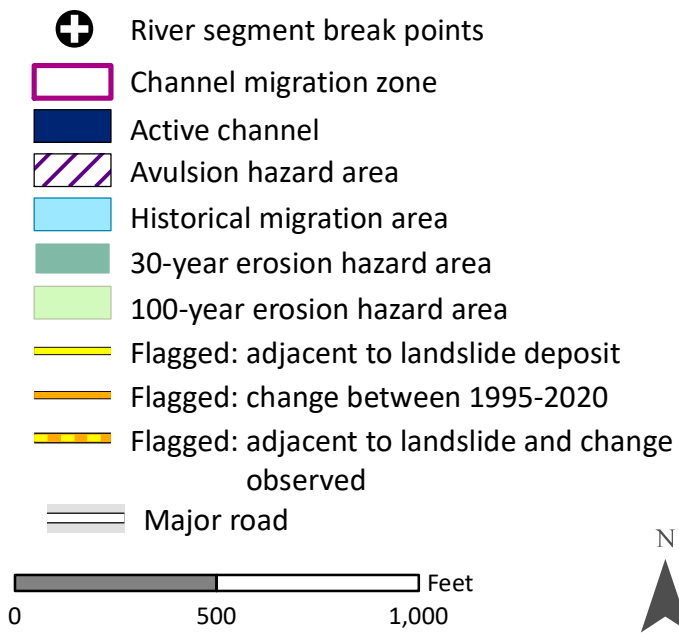 River segment break points
Channel migration zone
Active channel
Avulsion hazard area
Historical migration area
30-year erosion hazard area
100-year erosion hazard area
Flagged: adjacent to landslide deposit
Flagged: change between 1995-2020
Flagged: adjacent to landslide and change
observed
Major road
N
Feet
0 500 1,000